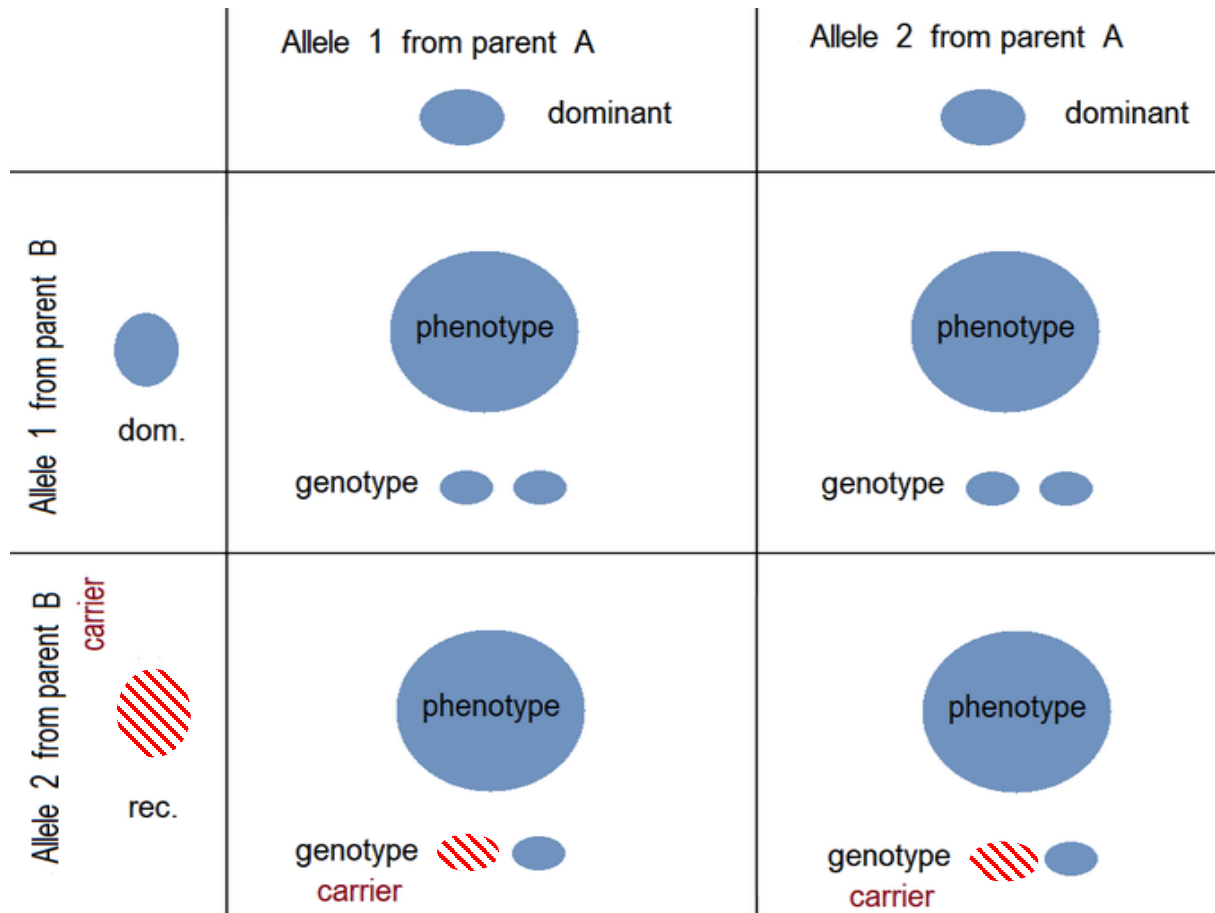 Allele 1 from parent A
dominant
Allele 2 from parent A
dominant
Allele 1 from parent B
dom.
phenotype
genotype
phenotype
genotype
Allele 2 from parent B
carrier
rec.
phenotype
genotype
carrier
phenotype
genotype
carrier